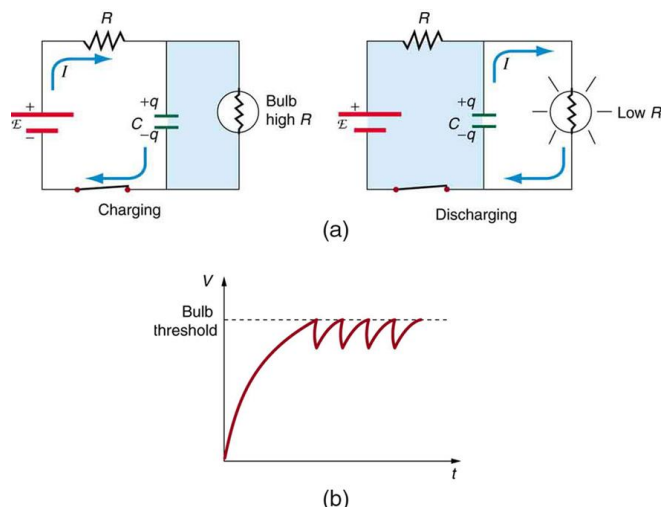 R
I
+
ℰ
−
+q
C
−q
Bulb
high R
Charging
R
I
+
ℰ
−
+q
C
−q
Low R
Discharging
(a)
V
Bulb
threshold
t
(b)